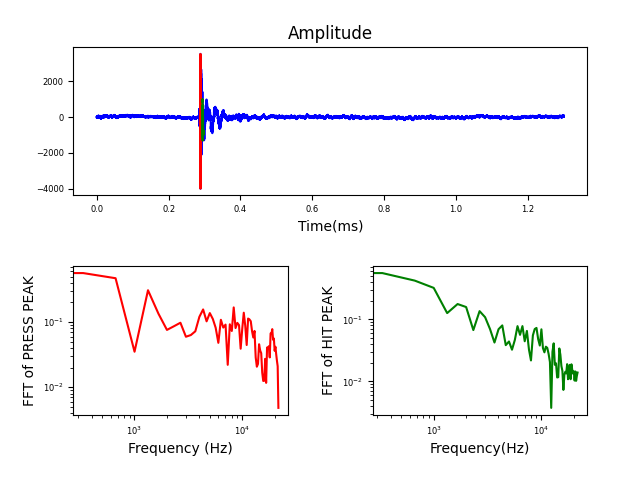 Amplitude
2000
0
−2000
−4000
0.0 0.2 0.4 0.6 0.8 1.0 1.2
Time(ms)
FFT of PRESS PEAK
10⁻¹
10⁻²
10³ 10⁴
Frequency (Hz)
FFT of HIT PEAK
10⁻¹
10⁻²
10³ 10⁴
Frequency(Hz)